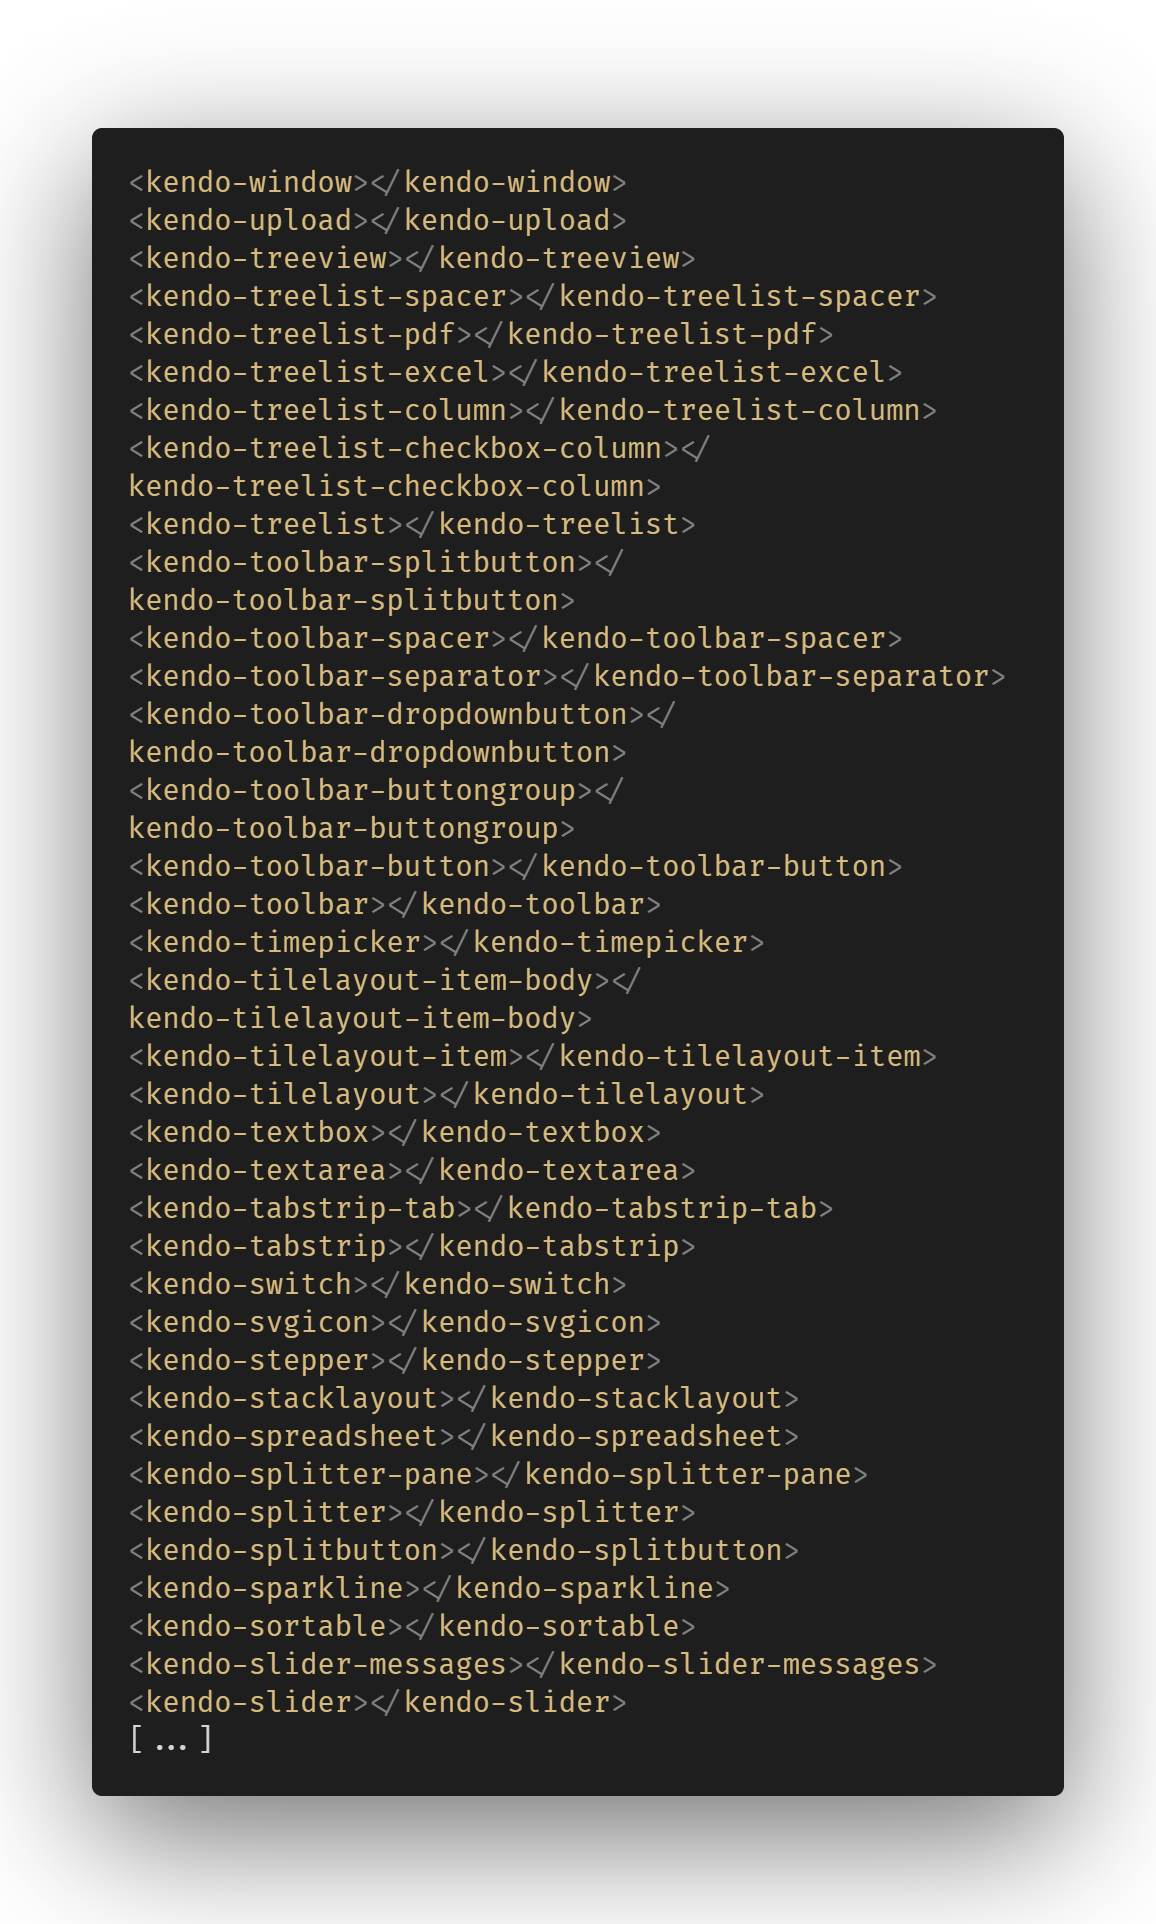 <kendo-window></kendo-window>
<kendo-upload></kendo-upload>
<kendo-treeview></kendo-treeview>
<kendo-treelist-spacer></kendo-treelist-spacer>
<kendo-treelist-pdf></kendo-treelist-pdf>
<kendo-treelist-excel></kendo-treelist-excel>
<kendo-treelist-column></kendo-treelist-column>
<kendo-treelist-checkbox-column></
kendo-treelist-checkbox-column>
<kendo-treelist></kendo-treelist>
<kendo-toolbar-splitbutton></
kendo-toolbar-splitbutton>
<kendo-toolbar-spacer></kendo-toolbar-spacer>
<kendo-toolbar-separator></kendo-toolbar-separator>
<kendo-toolbar-dropdownbutton></
kendo-toolbar-dropdownbutton>
<kendo-toolbar-buttongroup></
kendo-toolbar-buttongroup>
<kendo-toolbar-button></kendo-toolbar-button>
<kendo-toolbar></kendo-toolbar>
<kendo-timepicker></kendo-timepicker>
<kendo-tilelayout-item-body></
kendo-tilelayout-item-body>
<kendo-tilelayout-item></kendo-tilelayout-item>
<kendo-tilelayout></kendo-tilelayout>
<kendo-textbox></kendo-textbox>
<kendo-textarea></kendo-textarea>
<kendo-tabstrip-tab></kendo-tabstrip-tab>
<kendo-tabstrip></kendo-tabstrip>
<kendo-switch></kendo-switch>
<kendo-svgicon></kendo-svgicon>
<kendo-stepper></kendo-stepper>
<kendo-stacklayout></kendo-stacklayout>
<kendo-spreadsheet></kendo-spreadsheet>
<kendo-splitter-pane></kendo-splitter-pane>
<kendo-splitter></kendo-splitter>
<kendo-splitbutton></kendo-splitbutton>
<kendo-sparkline></kendo-sparkline>
<kendo-sortable></kendo-sortable>
<kendo-slider-messages></kendo-slider-messages>
<kendo-slider></kendo-slider>
[ ... ]